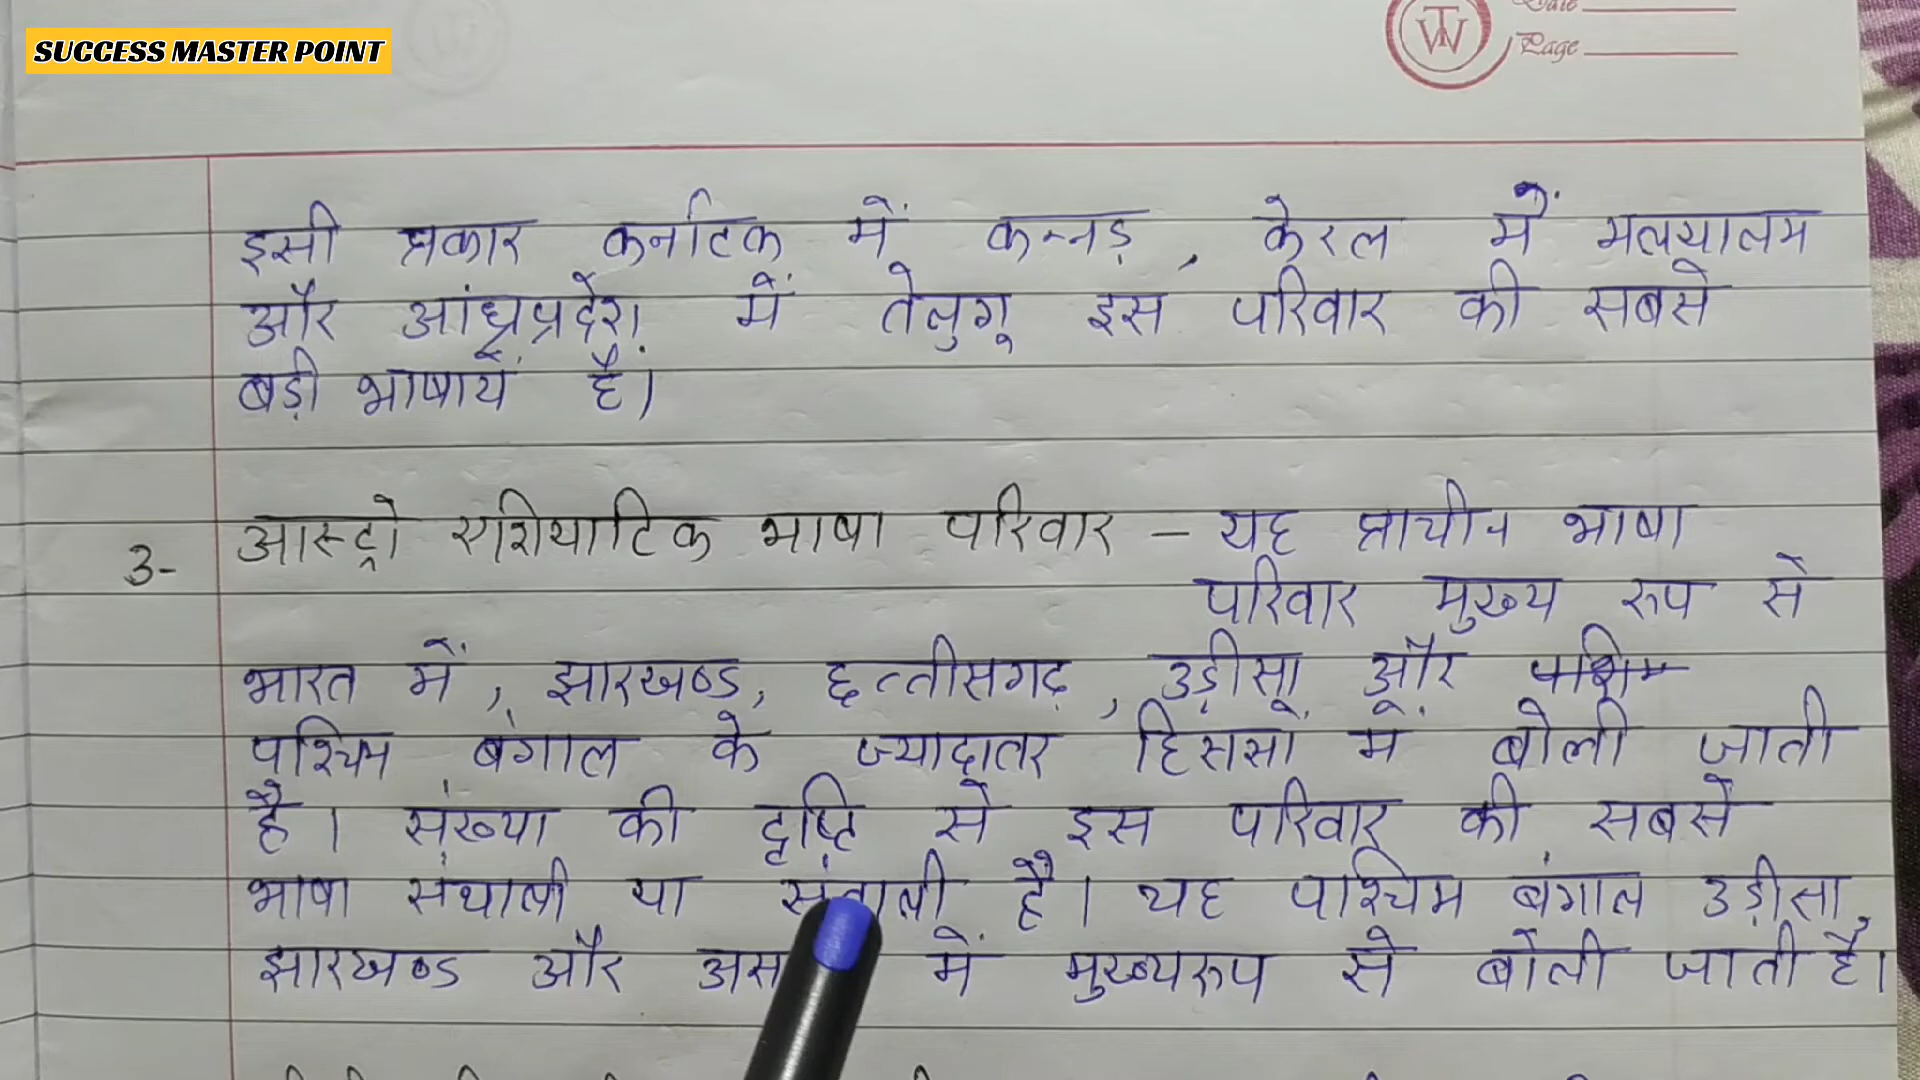 SUCCESS MASTER POINT
Date
Page
इसी प्रकार कर्नाटक में कन्नड़, केरल में मलयालम
और आंध्रप्रदेश में तेलुगू इस परिवार की सबसे
बड़ी भाषायें है।
3- आस्ट्रो एशियाटिक भाषा परिवार – यह प्राचीन भाषा
परिवार मुख्य रुप से
भारत में, झारखण्ड, छत्तीसगढ़, उड़ीसा और
पश्चिम बंगाल के ज्यादातर हिस्सों में बोली जाती
है। संख्या की दृष्टि से इस परिवार की सबसे
भाषा संथाली या संताली है। यह पश्चिम बंगाल उड़ीसा,
झारखण्ड और में मुख्यरुप से बोली जाती है।